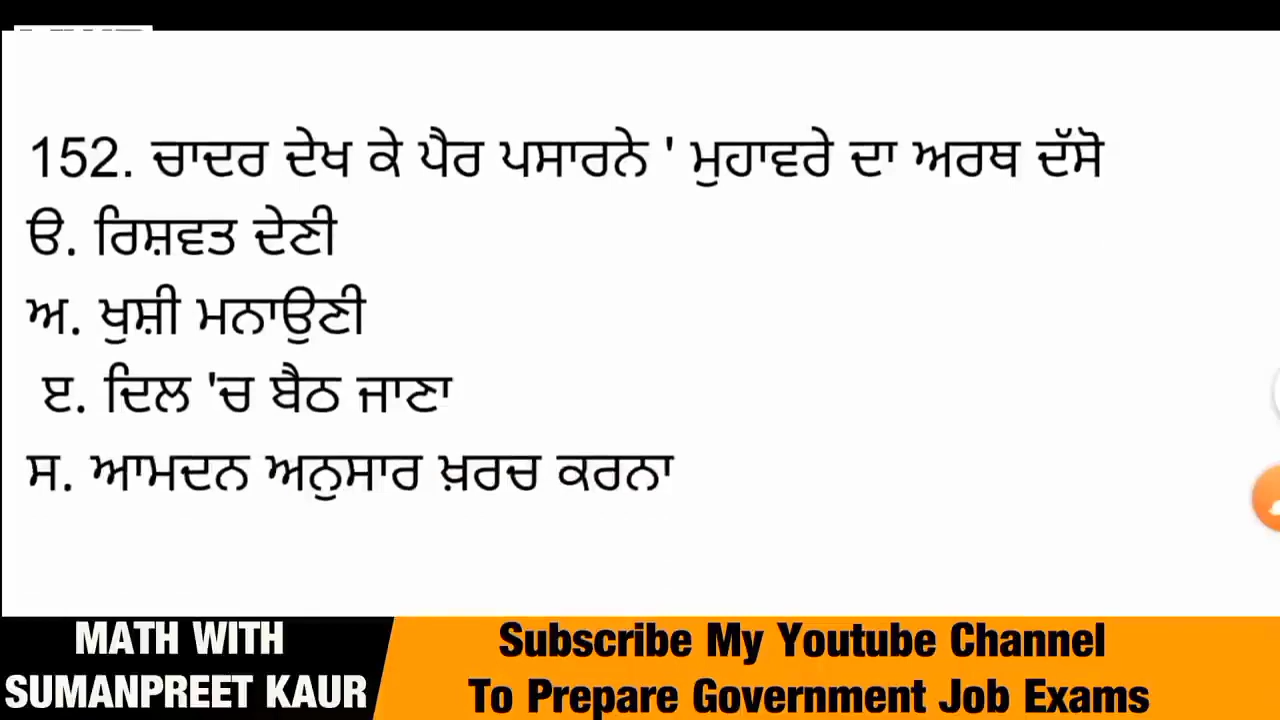 152. ਚਾਦਰ ਦੇਖ ਕੇ ਪੈਰ ਪਸਾਰਨੇ ' ਮੁਹਾਵਰੇ ਦਾ ਅਰਥ ਦੱਸੋ
ੳ. ਰਿਸ਼ਵਤ ਦੇਣੀ
ਅ. ਖੁਸ਼ੀ ਮਨਾਉਣੀ
ੲ. ਦਿਲ 'ਚ ਬੈਠ ਜਾਣਾ
ਸ. ਆਮਦਨ ਅਨੁਸਾਰ ਖ਼ਰਚ ਕਰਨਾ
MATH WITH
SUMANPREET KAUR
Subscribe My Youtube Channel
To Prepare Government Job Exams